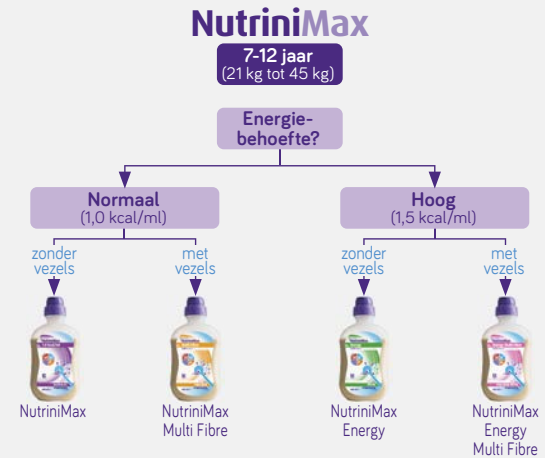 NutriniMax
7-12 jaar
(21 kg tot 45 kg)
Energie-
behoefte?
Normaal
(1,0 kcal/ml)
Hoog
(1,5 kcal/ml)
zonder
vezels
met
vezels
zonder
vezels
met
vezels
NutriniMax
NutriniMax
Multi Fibre
NutriniMax
Energy
NutriniMax
Energy
Multi Fibre